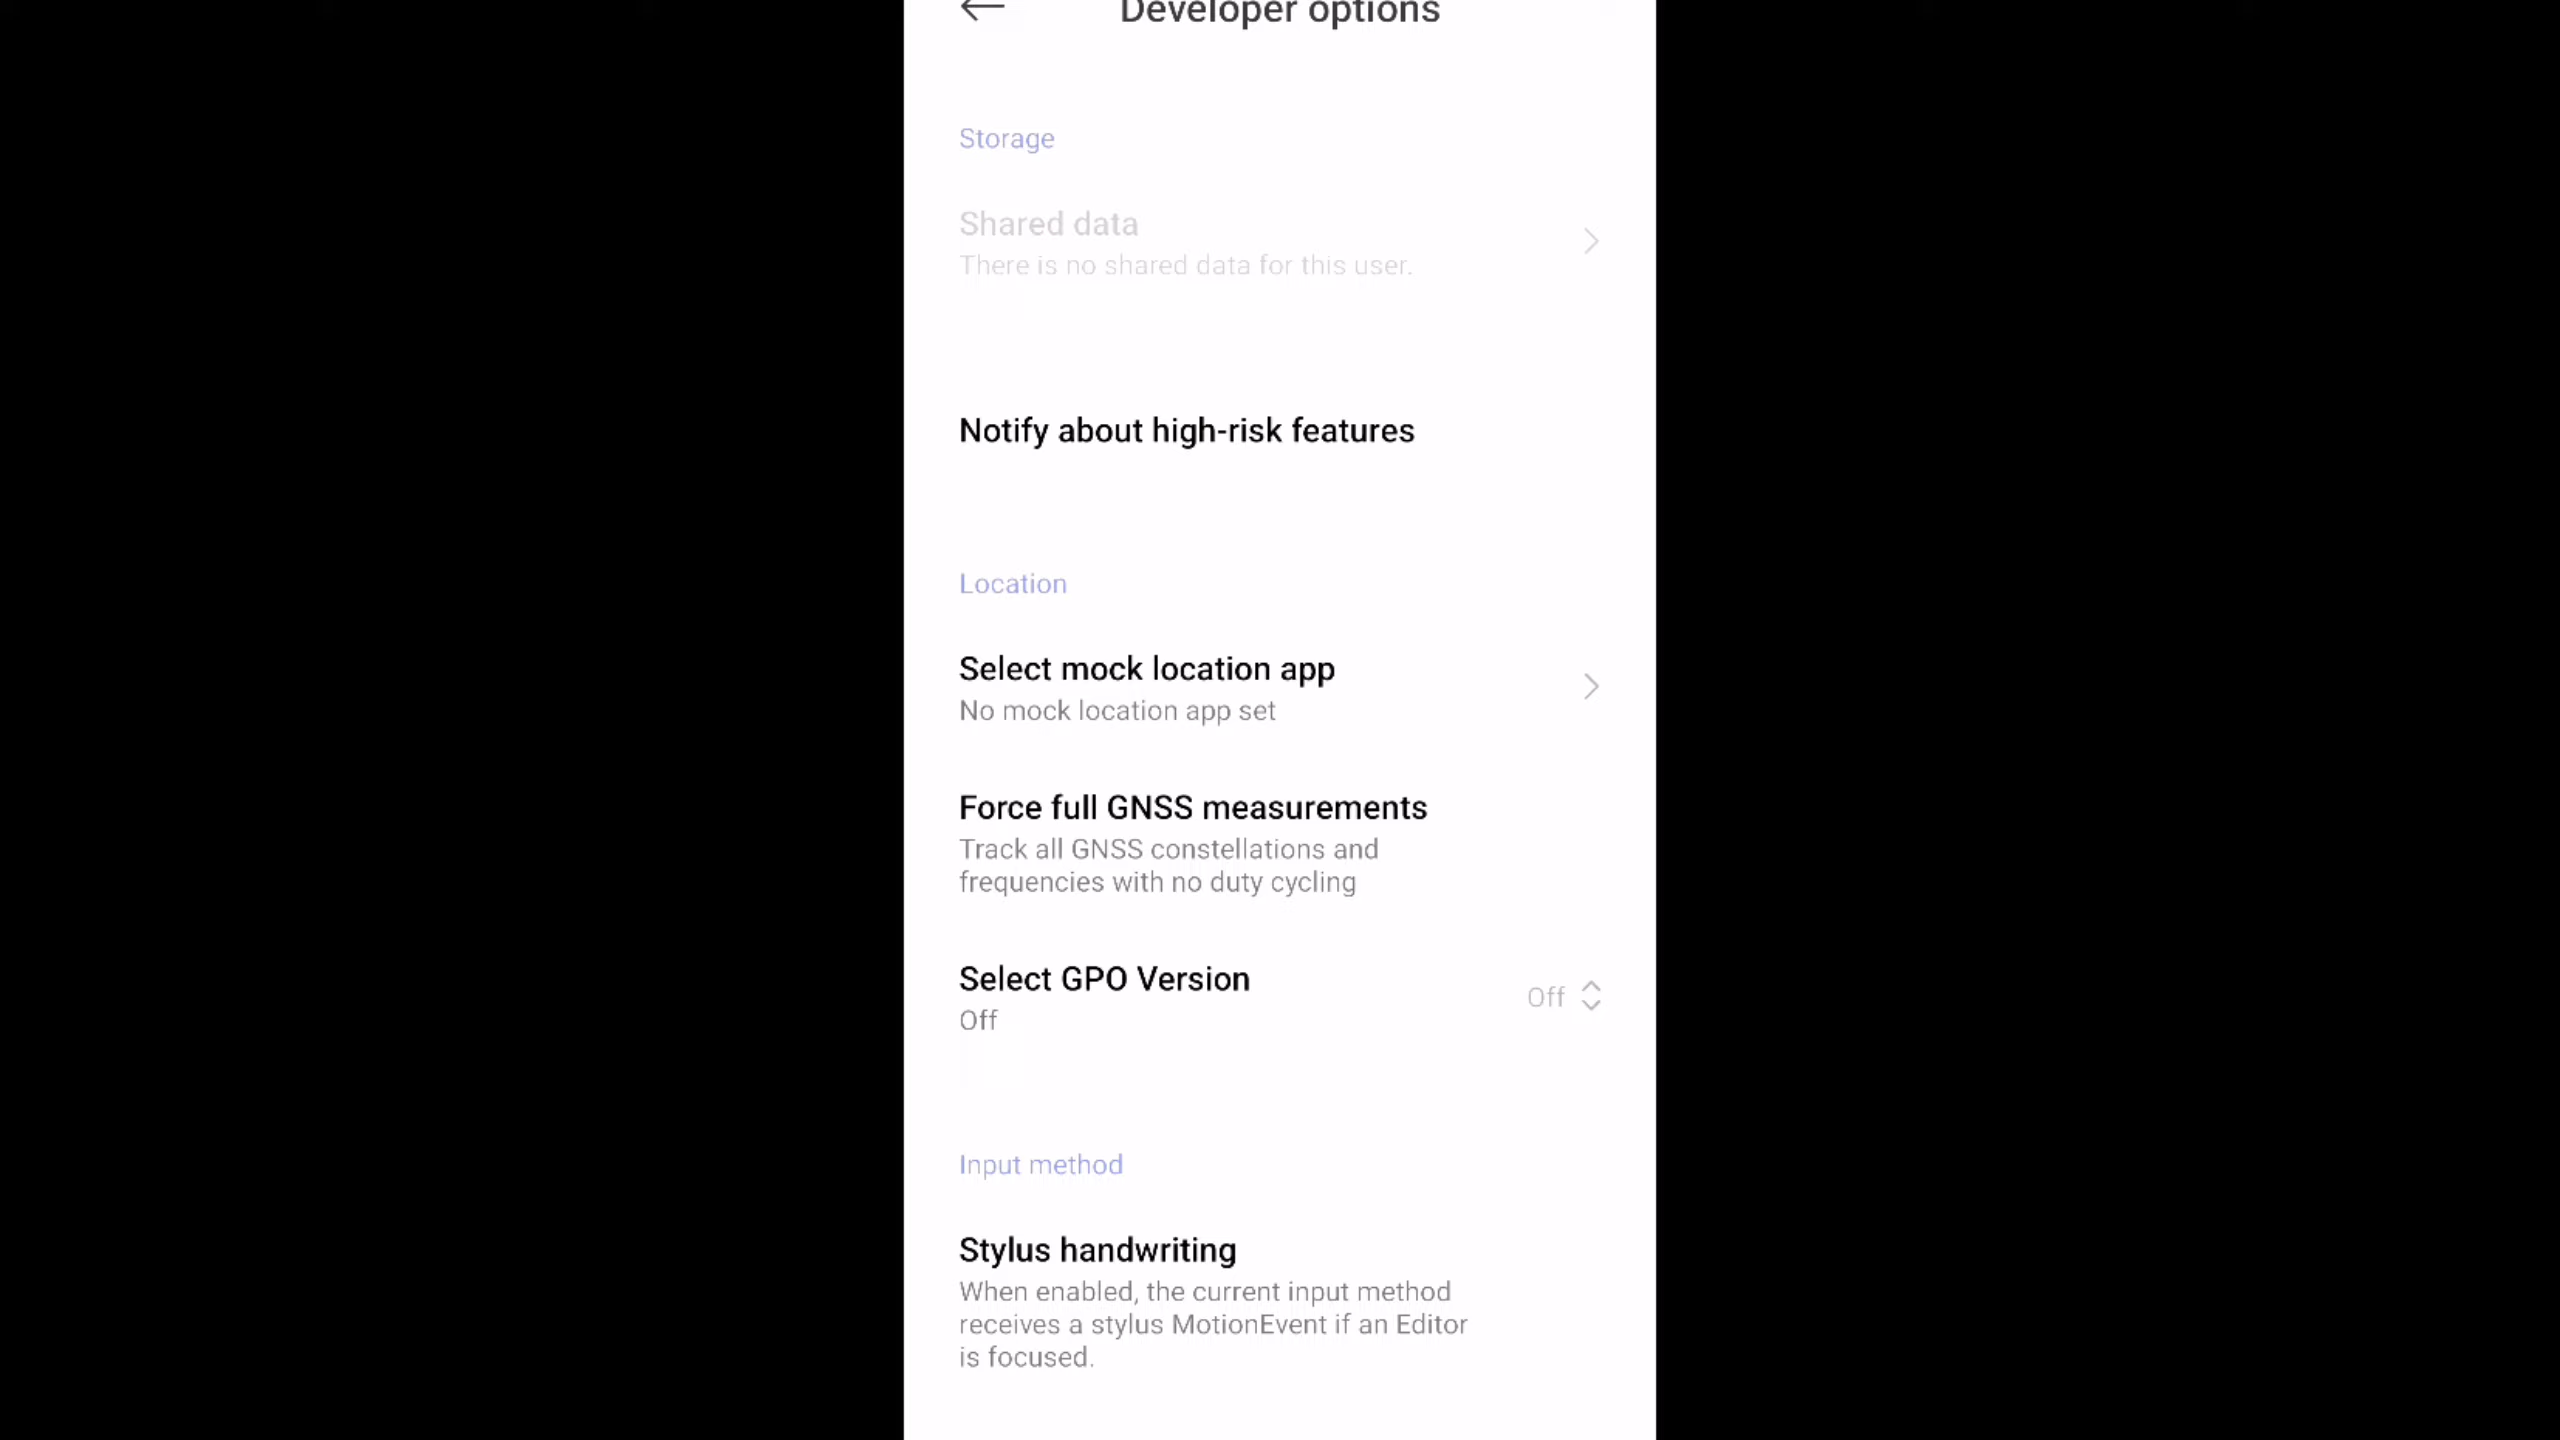 Developer options
Storage
Shared data
There is no shared data for this user.
Notify about high-risk features
Location
Select mock location app
No mock location app set
Force full GNSS measurements
Track all GNSS constellations and
frequencies with no duty cycling
Select GPO Version
Off
Off
Input method
Stylus handwriting
When enabled, the current input method
receives a stylus MotionEvent if an Editor
is focused.